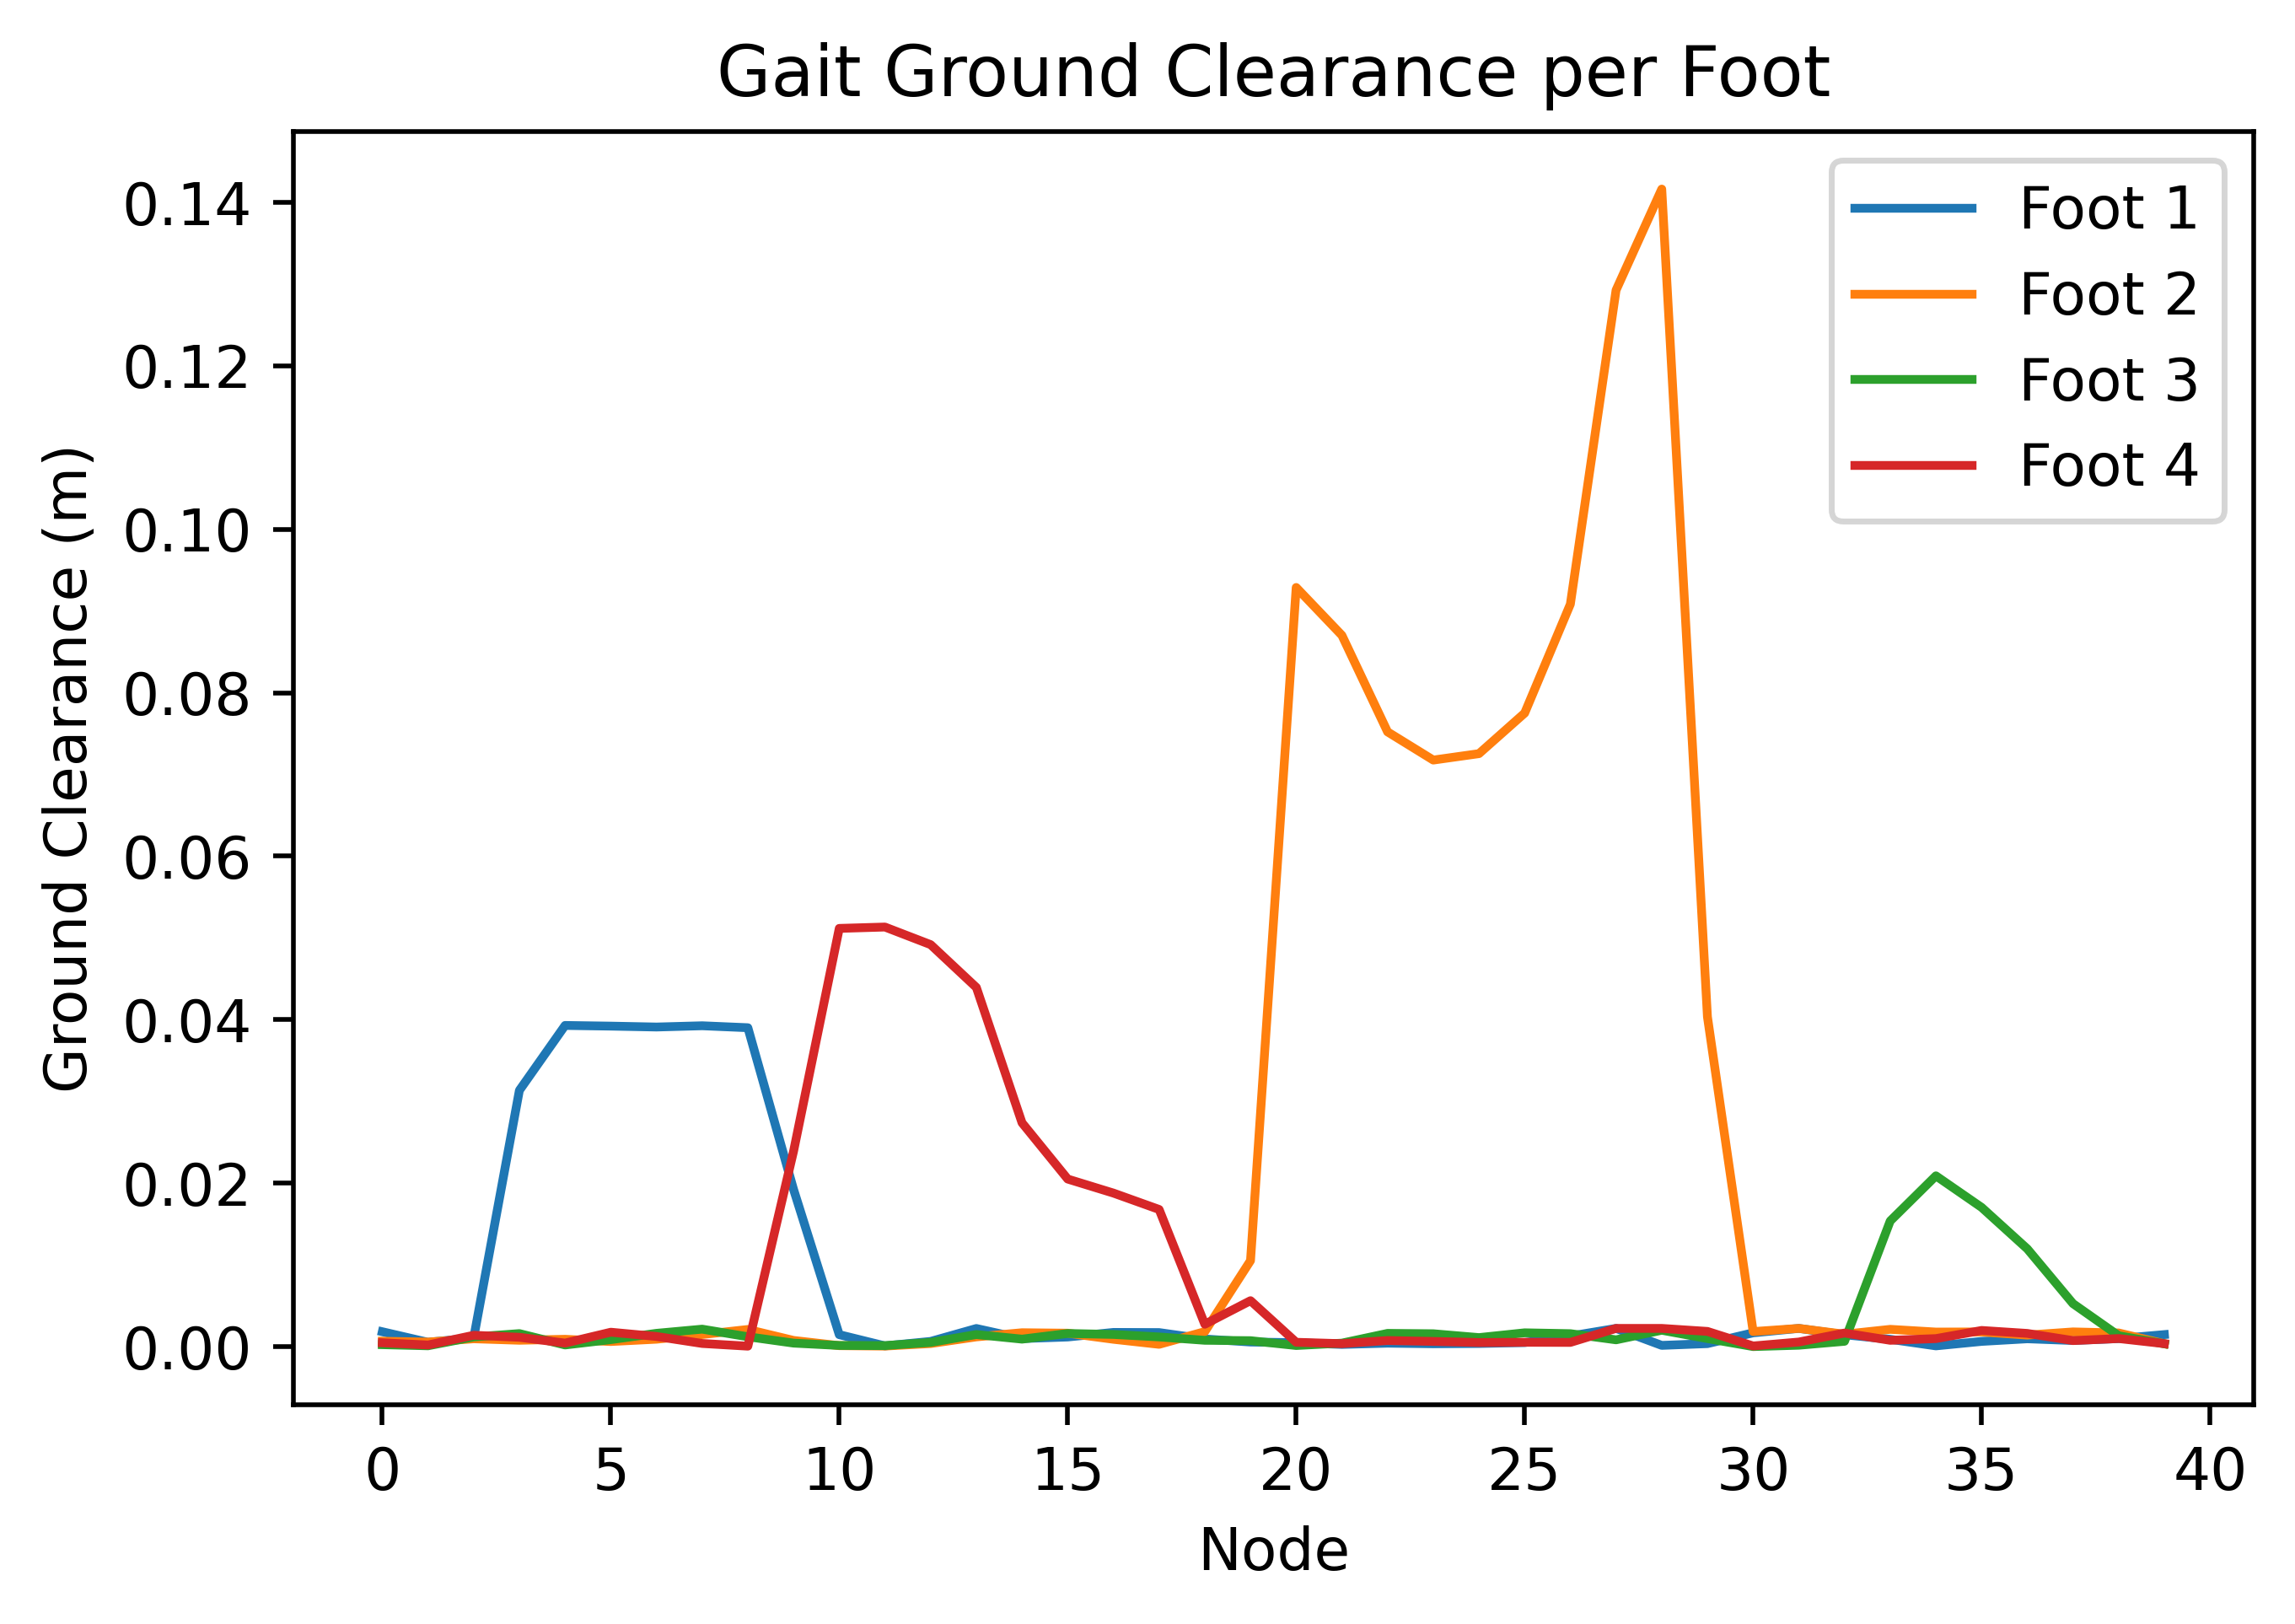 Gait Ground Clearance per Foot
Ground Clearance (m)
0.14
0.12
0.10
0.08
0.06
0.04
0.02
0.00
Foot 1
Foot 2
Foot 3
Foot 4
0 5 10 15 20 25 30 35 40
Node